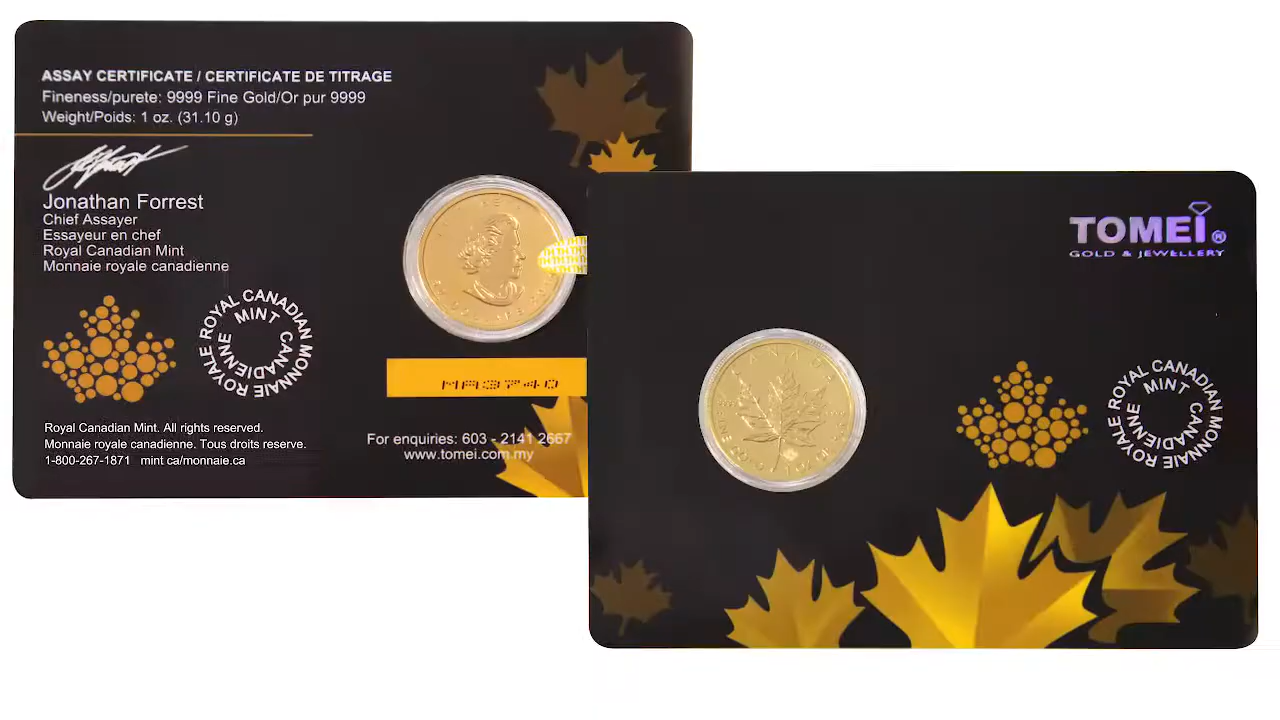 ASSAY CERTIFICATE / CERTIFICATE DE TITRAGE
Fineness/purete: 9999 Fine Gold/Or pur 9999
Weight/Poids: 1 oz. (31.10 g)
Jonathan Forrest
Chief Assayer
Essayeur en chef
Royal Canadian Mint
Monnaie royale canadienne
ROYAL CANADIAN MINT
MONNAIE ROYALE CANADIENNE
Royal Canadian Mint. All rights reserved.
Monnaie royale canadienne. Tous droits reserve.
1-800-267-1871 mint ca/monnaie.ca
For enquiries: 603 - 2141 2667
www.tomei.com.my
TOMEI®
GOLD & JEWELLERY
CANADA
ROYAL CANADIAN MINT
MONNAIE ROYALE CANADIENNE